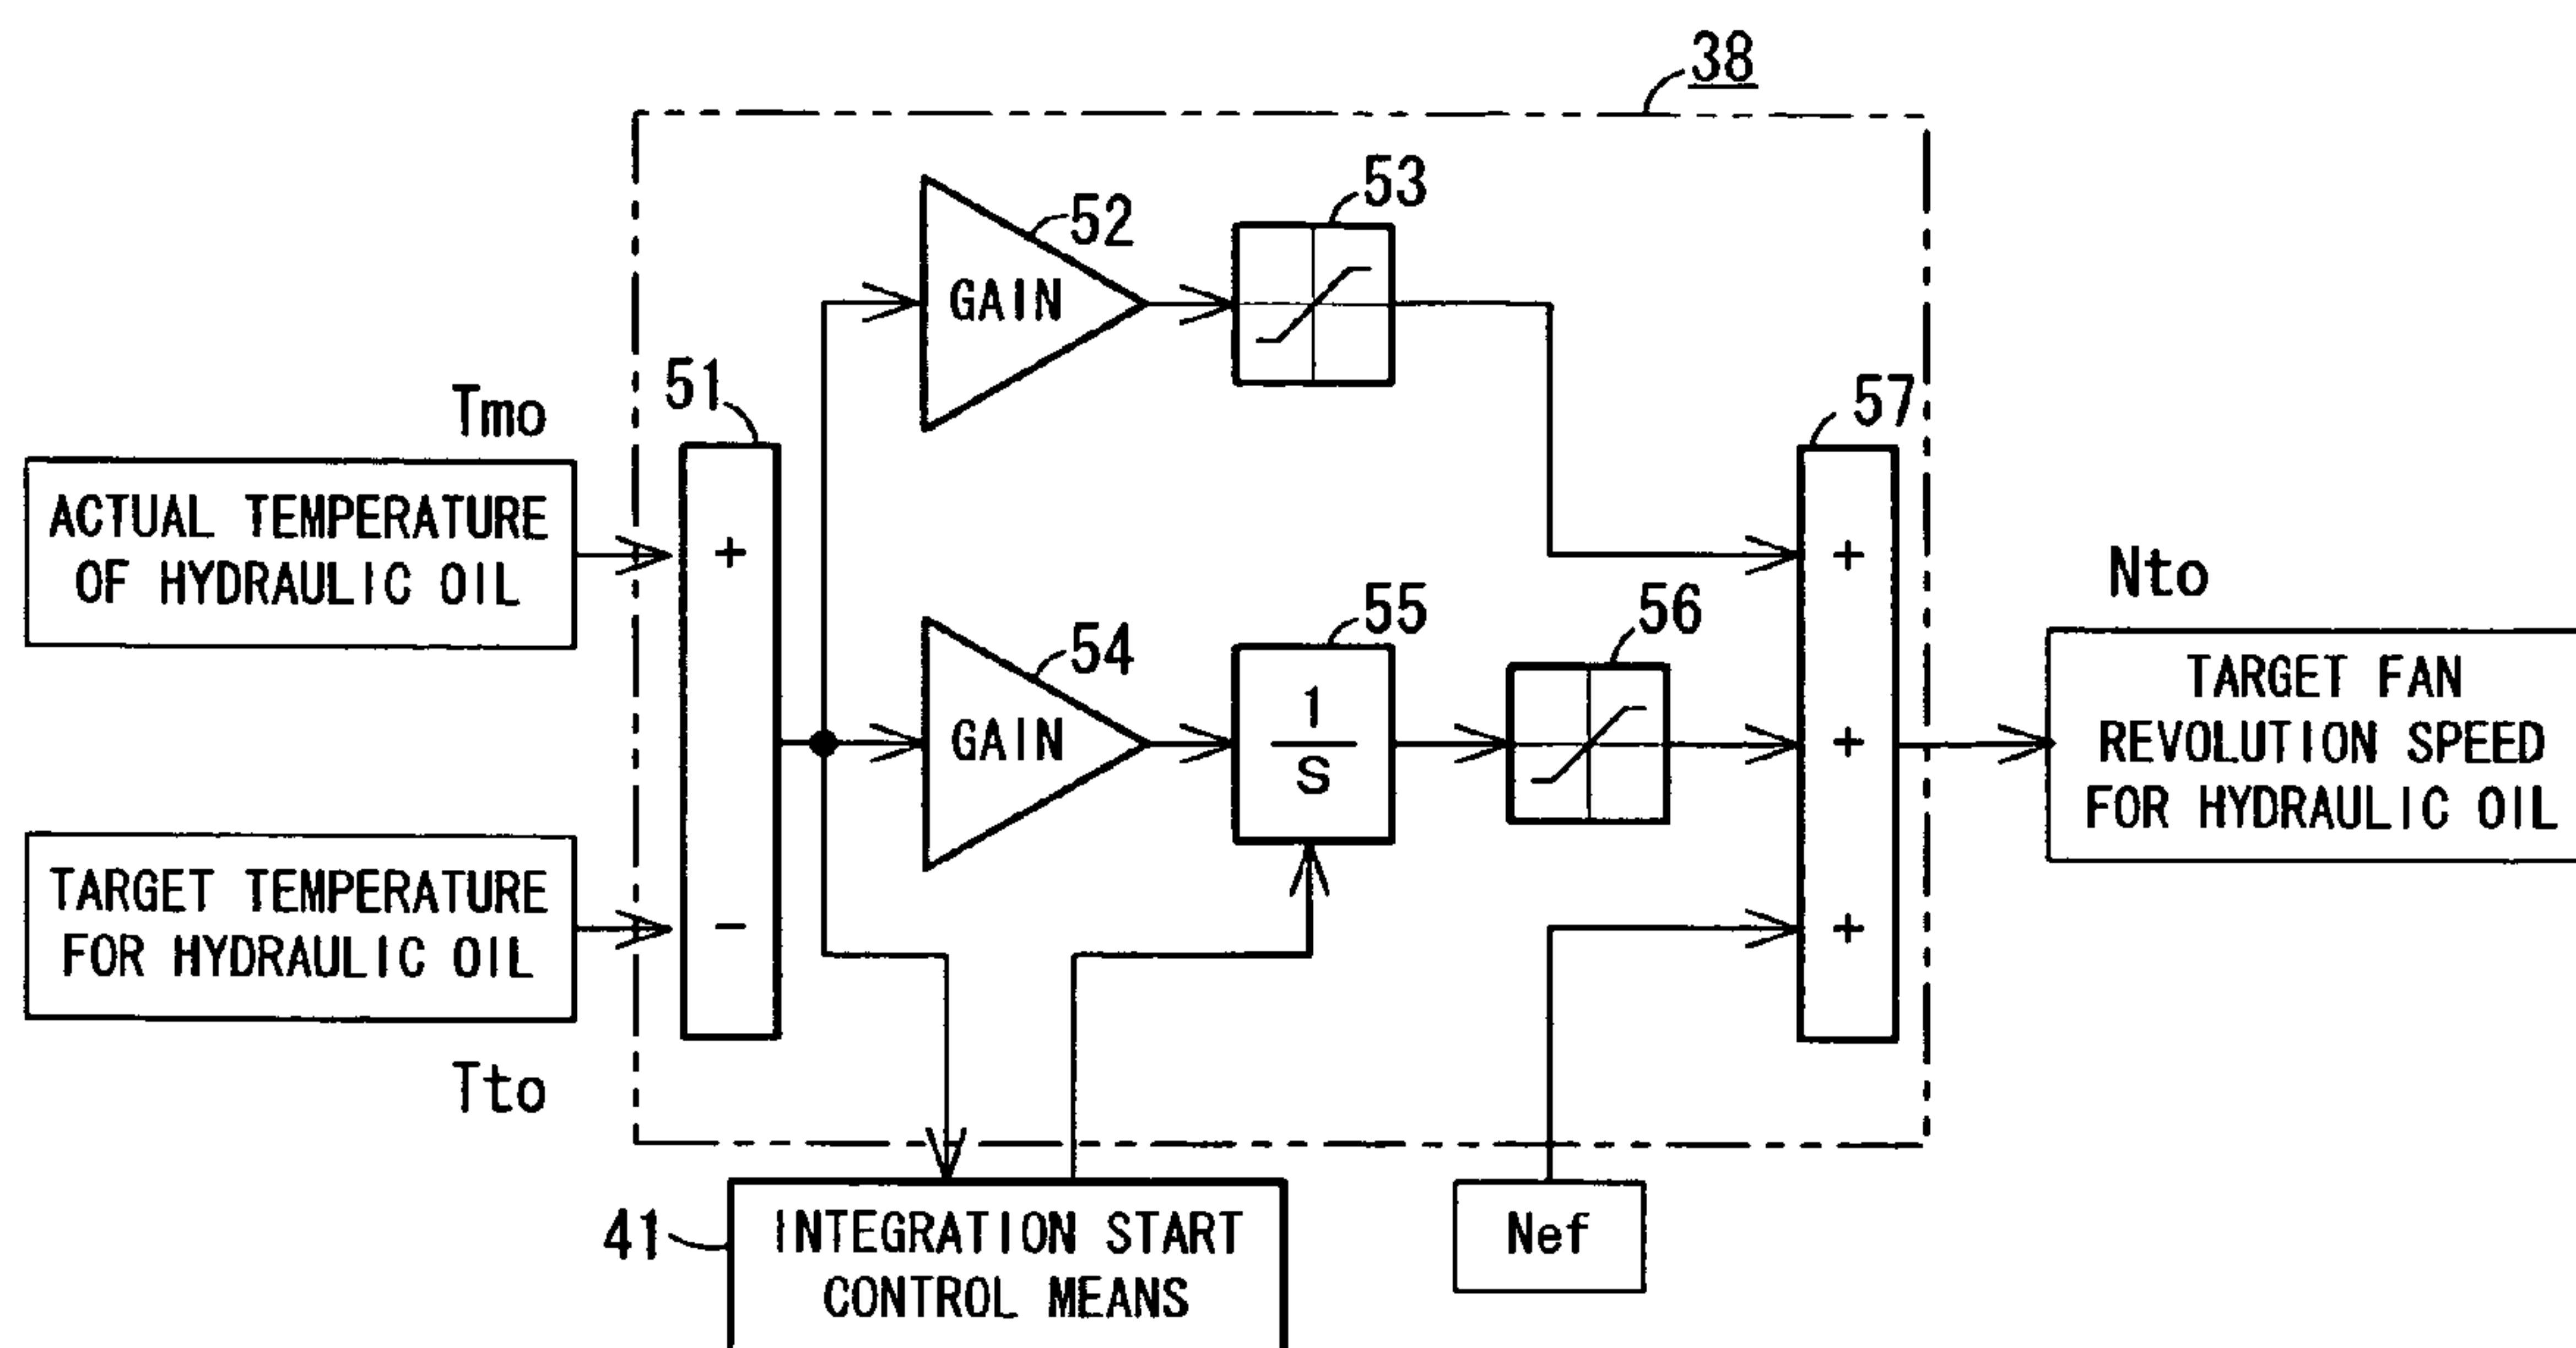 38
53
52
GAIN
51
57
Tmo
ACTUAL TEMPERATURE
OF HYDRAULIC OIL
+
+
Nto
55
56
54
GAIN
1
S
+
TARGET FAN
REVOLUTION SPEED
FOR HYDRAULIC OIL
TARGET TEMPERATURE
FOR HYDRAULIC OIL
−
+
Tto
41
INTEGRATION START
CONTROL MEANS
Nef